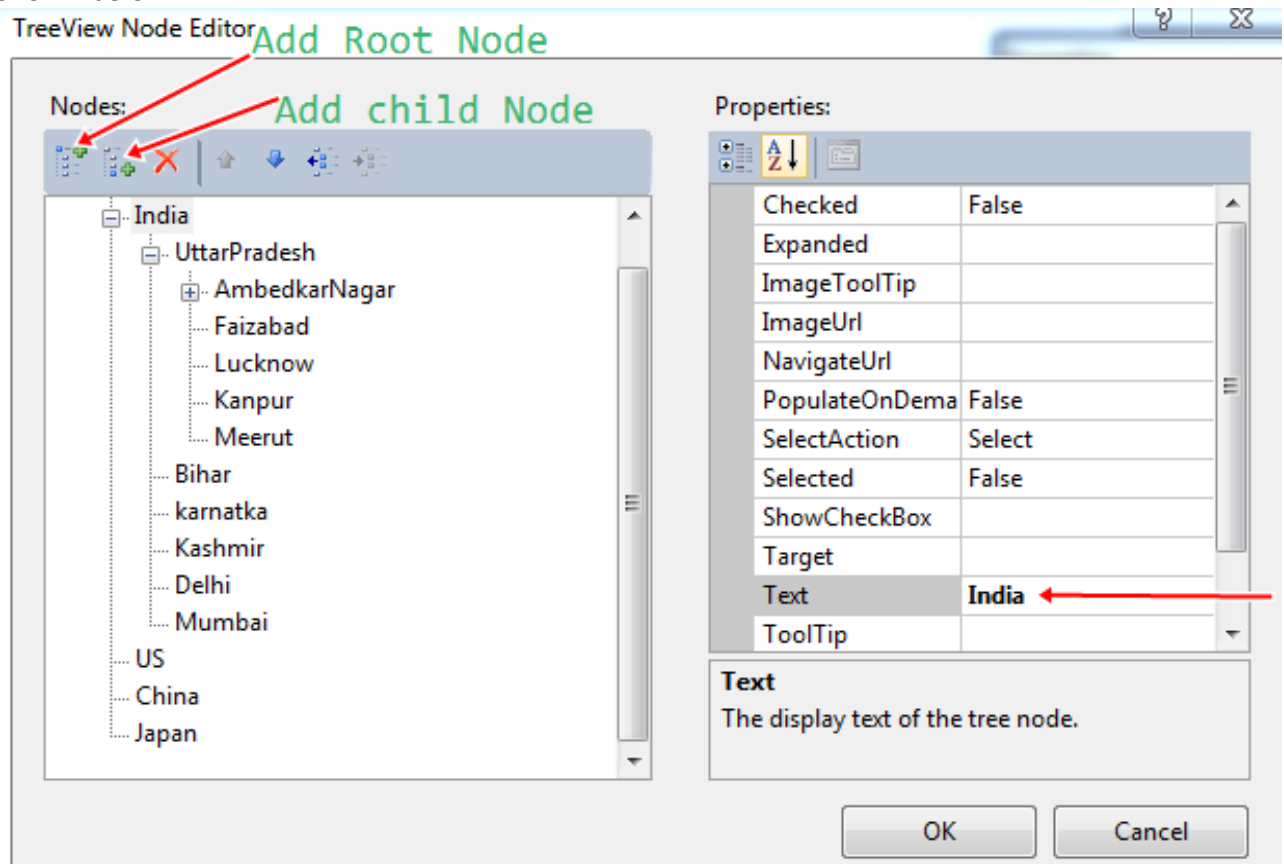 TreeView Node Editor
Add Root Node
Nodes:
Add child Node
India
UttarPradesh
AmbedkarNagar
Faizabad
Lucknow
Kanpur
Meerut
Bihar
karnatka
Kashmir
Delhi
Mumbai
US
China
Japan
Properties:
Checked False
Expanded
ImageToolTip
ImageUrl
NavigateUrl
PopulateOnDema False
SelectAction Select
Selected False
ShowCheckBox
Target
Text India
ToolTip
Text
The display text of the tree node.
OK Cancel